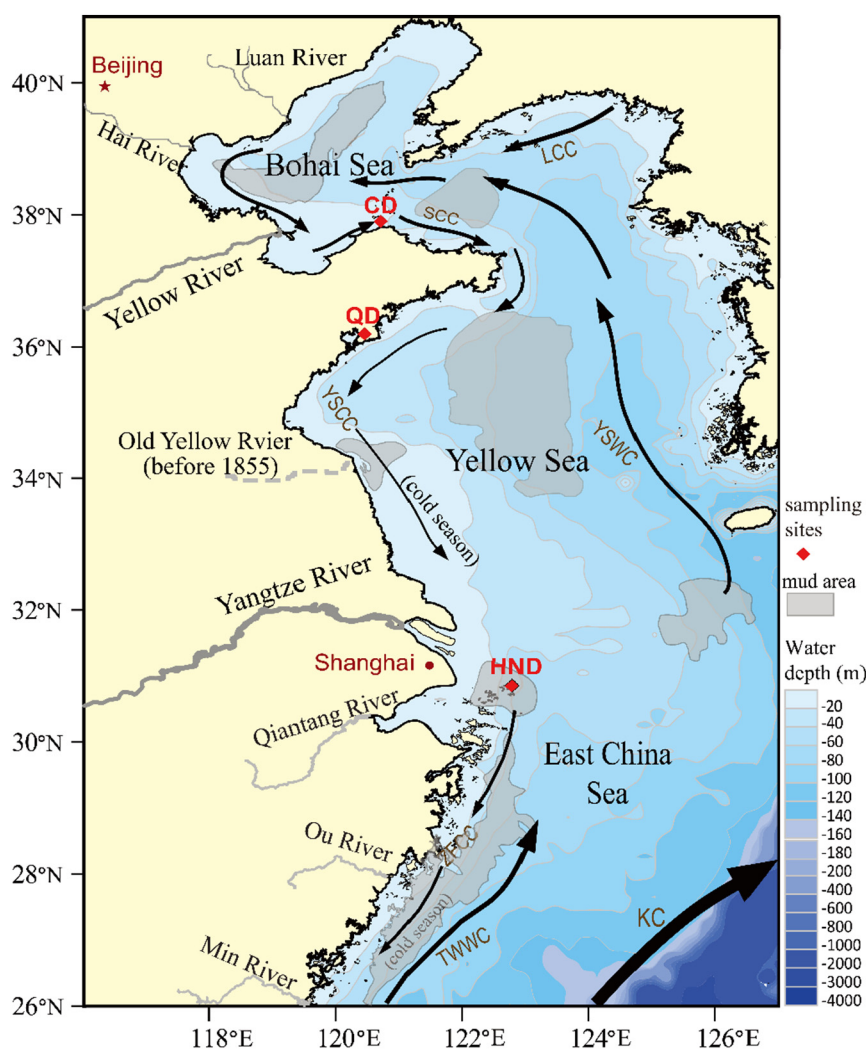 40°N
38°N
36°N
34°N
32°N
30°N
28°N
26°N
118°E
120°E
122°E
124°E
126°E
Beijing
Luan River
Hai River
Bohai Sea
LCC
CD
SCC
Yellow River
QD
YSCC
Old Yellow Rvier
(before 1855)
Yellow Sea
YSWC
(cold season)
Yangtze River
Shanghai
HND
Qiantang River
East China
Sea
ZFCC
Ou River
(cold season)
TWWC
KC
Min River
sampling
sites
mud area
Water
depth (m)
-20
-40
-60
-80
-100
-140
-160
-180
-200
-400
-600
-800
-1000
-2000
-3000
-4000